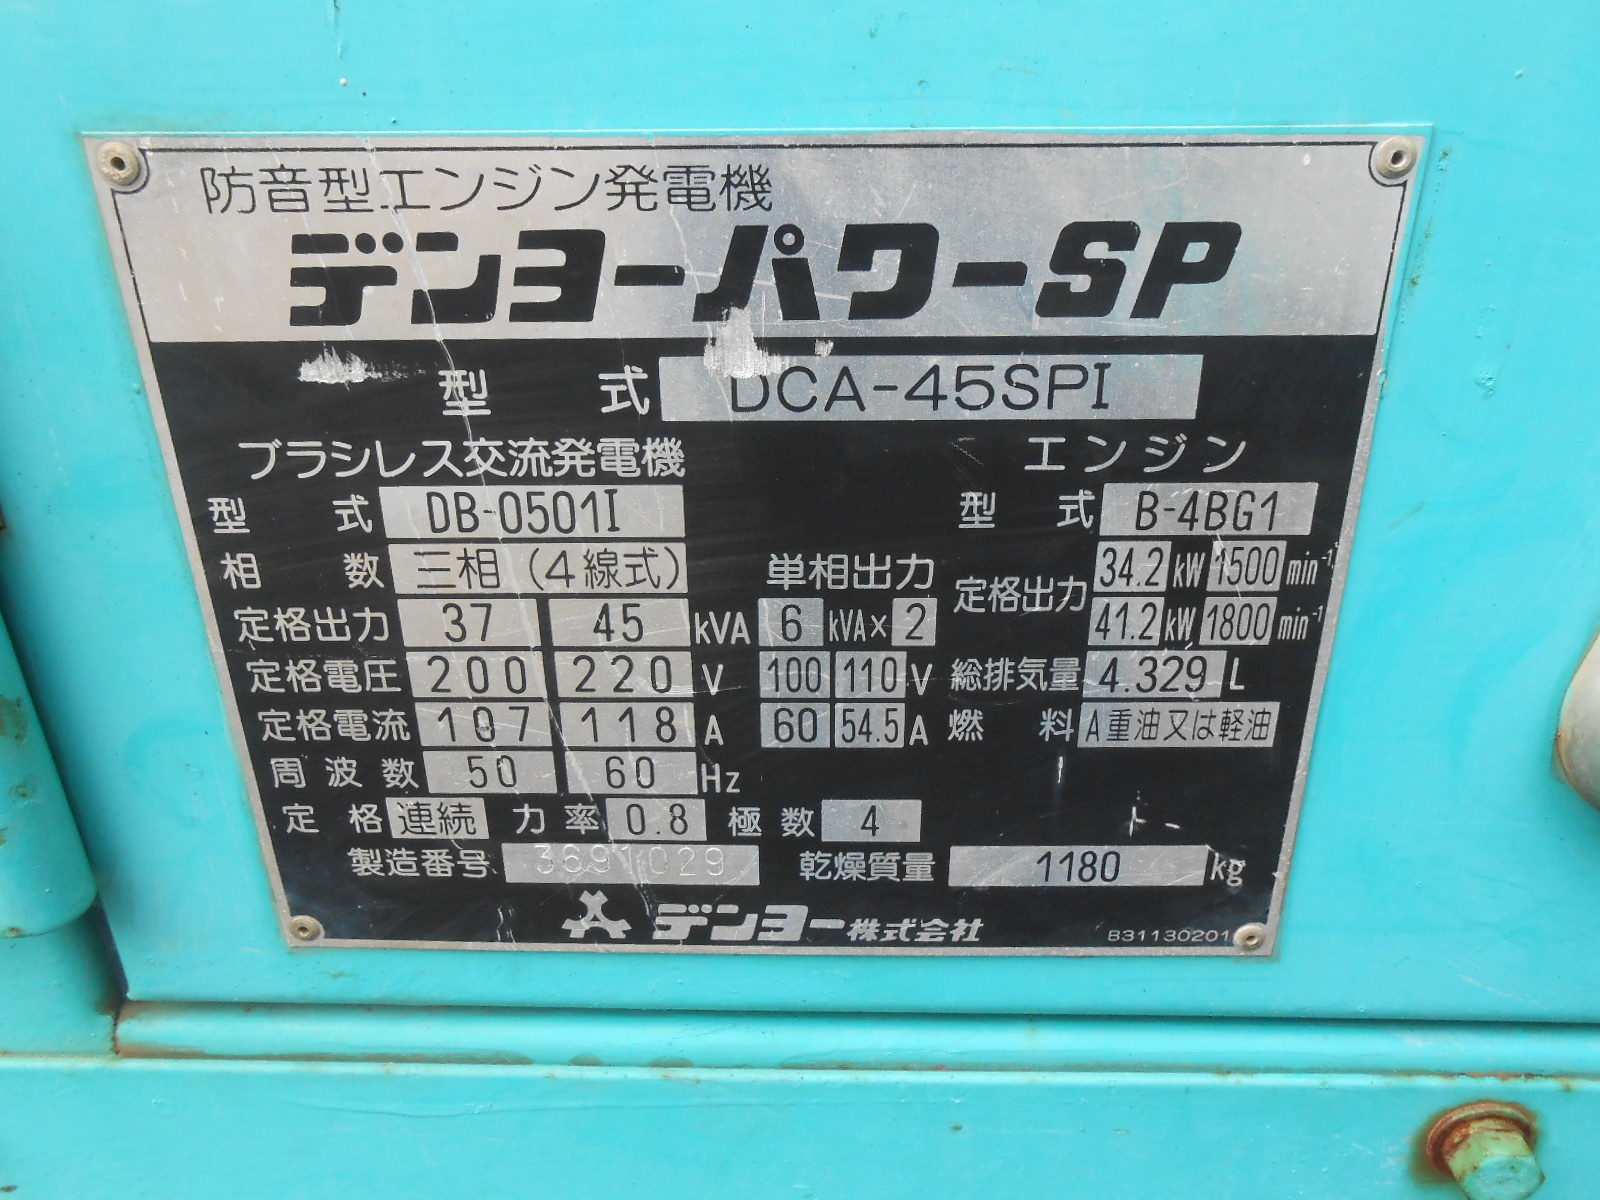 防音型エンジン発電機
デンヨーパワーSP
型式 DCA-45SPI
ブラシレス交流発電機 エンジン
型式 DB-0501I 型式 B-4BG1
相数 三相(4線式) 単相出力 定格出力 34.2 kW 1500 min⁻¹
定格出力 37 45 kVA 6 kVA×2 41.2 kW 1800 min⁻¹
定格電圧 200 220 V 100 110 V 総排気量 4.329 L
定格電流 107 118 A 60 54.5 A 燃料 A重油又は軽油
周波数 50 60 Hz
定格 連続 力率 0.8 極数 4
製造番号 3691029 乾燥質量 1180 kg
デンヨー株式会社 B31130201